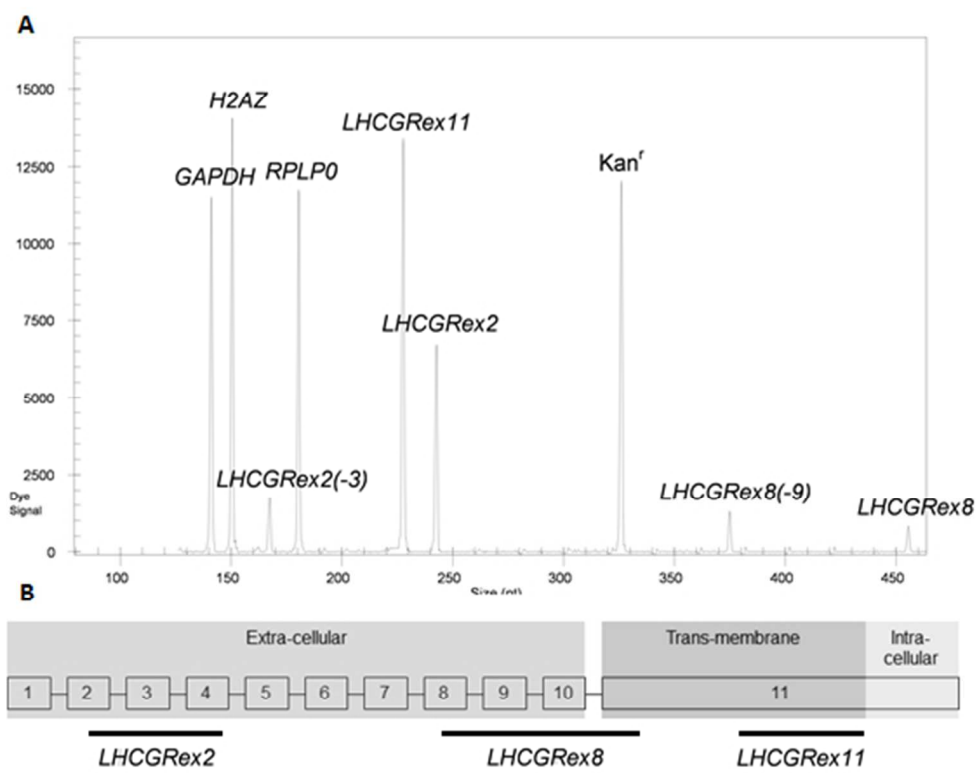 A
15000
12500
10000
7500
5000
2500
0
Dye
Signal
H2AZ
GAPDH
RPLP0
LHCGRex11
Kanʳ
LHCGRex2
LHCGRex2(-3)
LHCGRex8(-9)
LHCGRex8
100 150 200 250 300 350 400 450
Size (nt)
B
Extra-cellular
Trans-membrane
Intra-
cellular
1 2 3 4 5 6 7 8 9 10 11
LHCGRex2 LHCGRex8 LHCGRex11